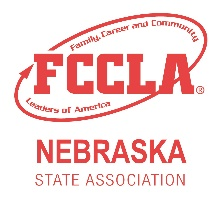 Family, Career and Community
FCCLA®
Leaders of America
NEBRASKA
STATE ASSOCIATION